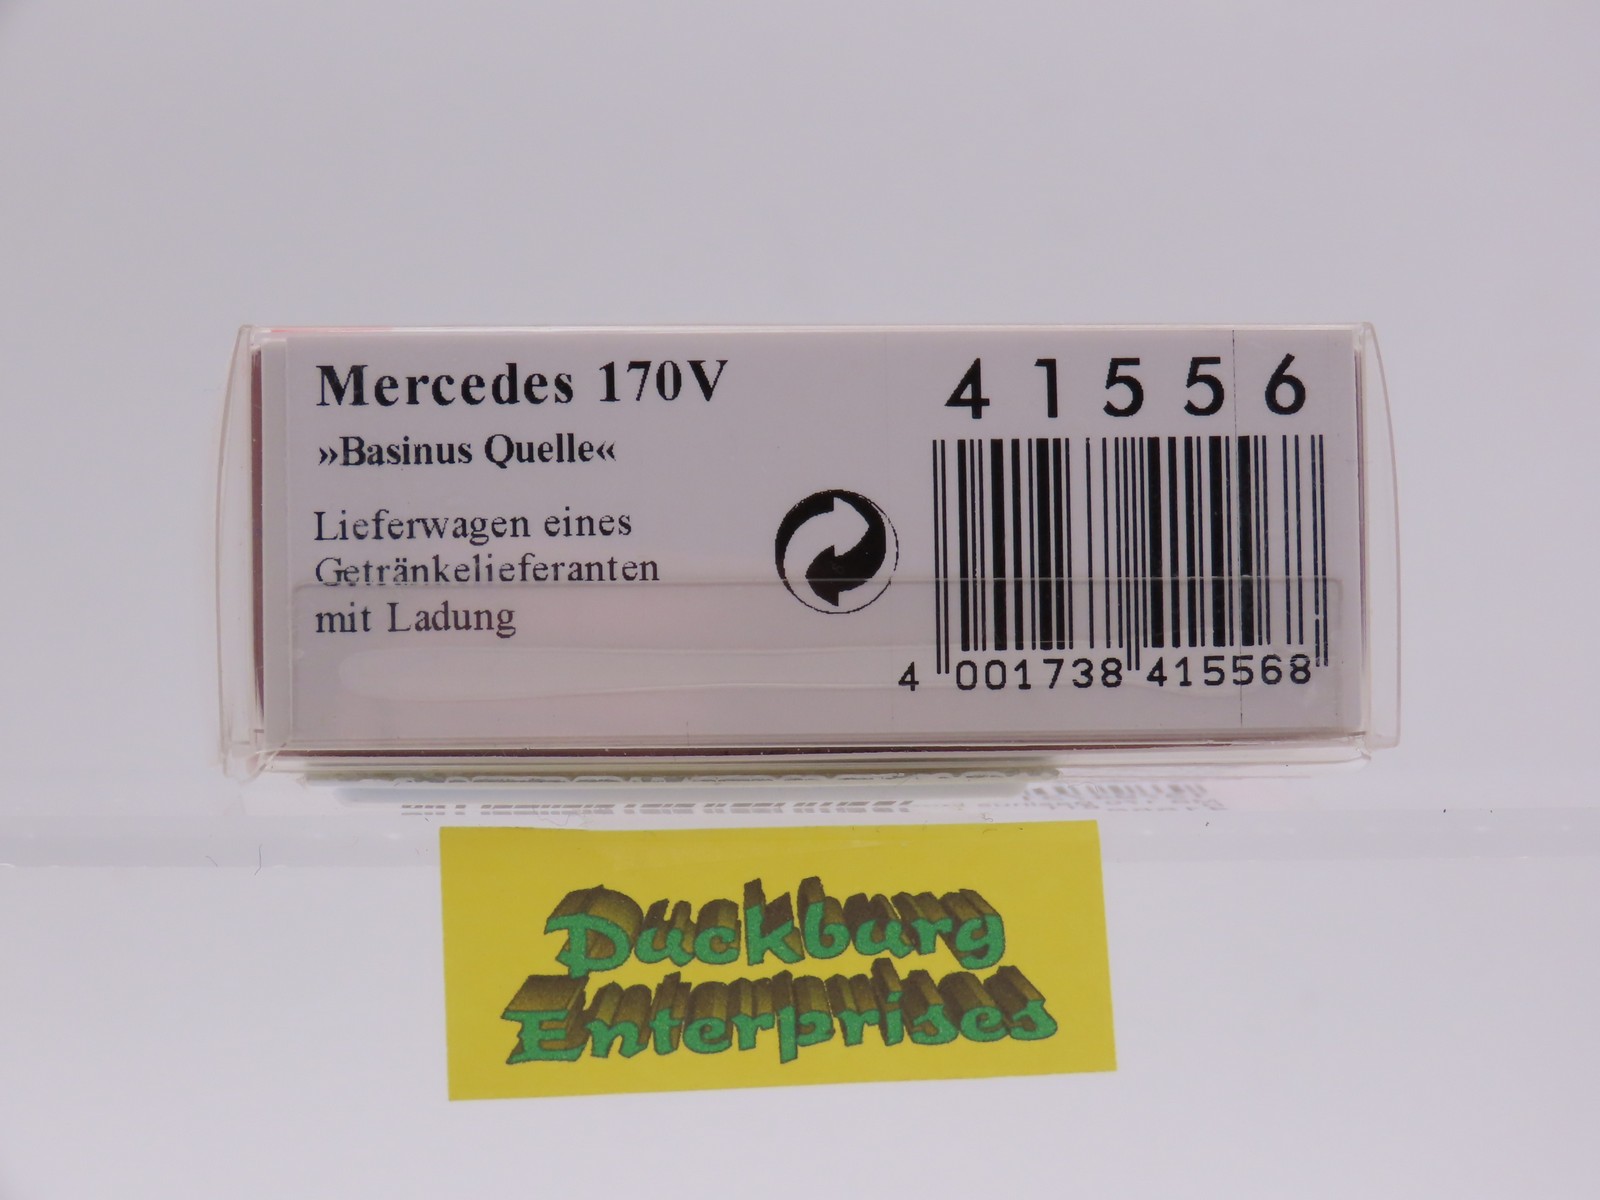 Mercedes 170V
»Basinus Quelle«
Lieferwagen eines
Getränkelieferanten
mit Ladung
41556
4 001738 415568
Duckburg
Enterprises